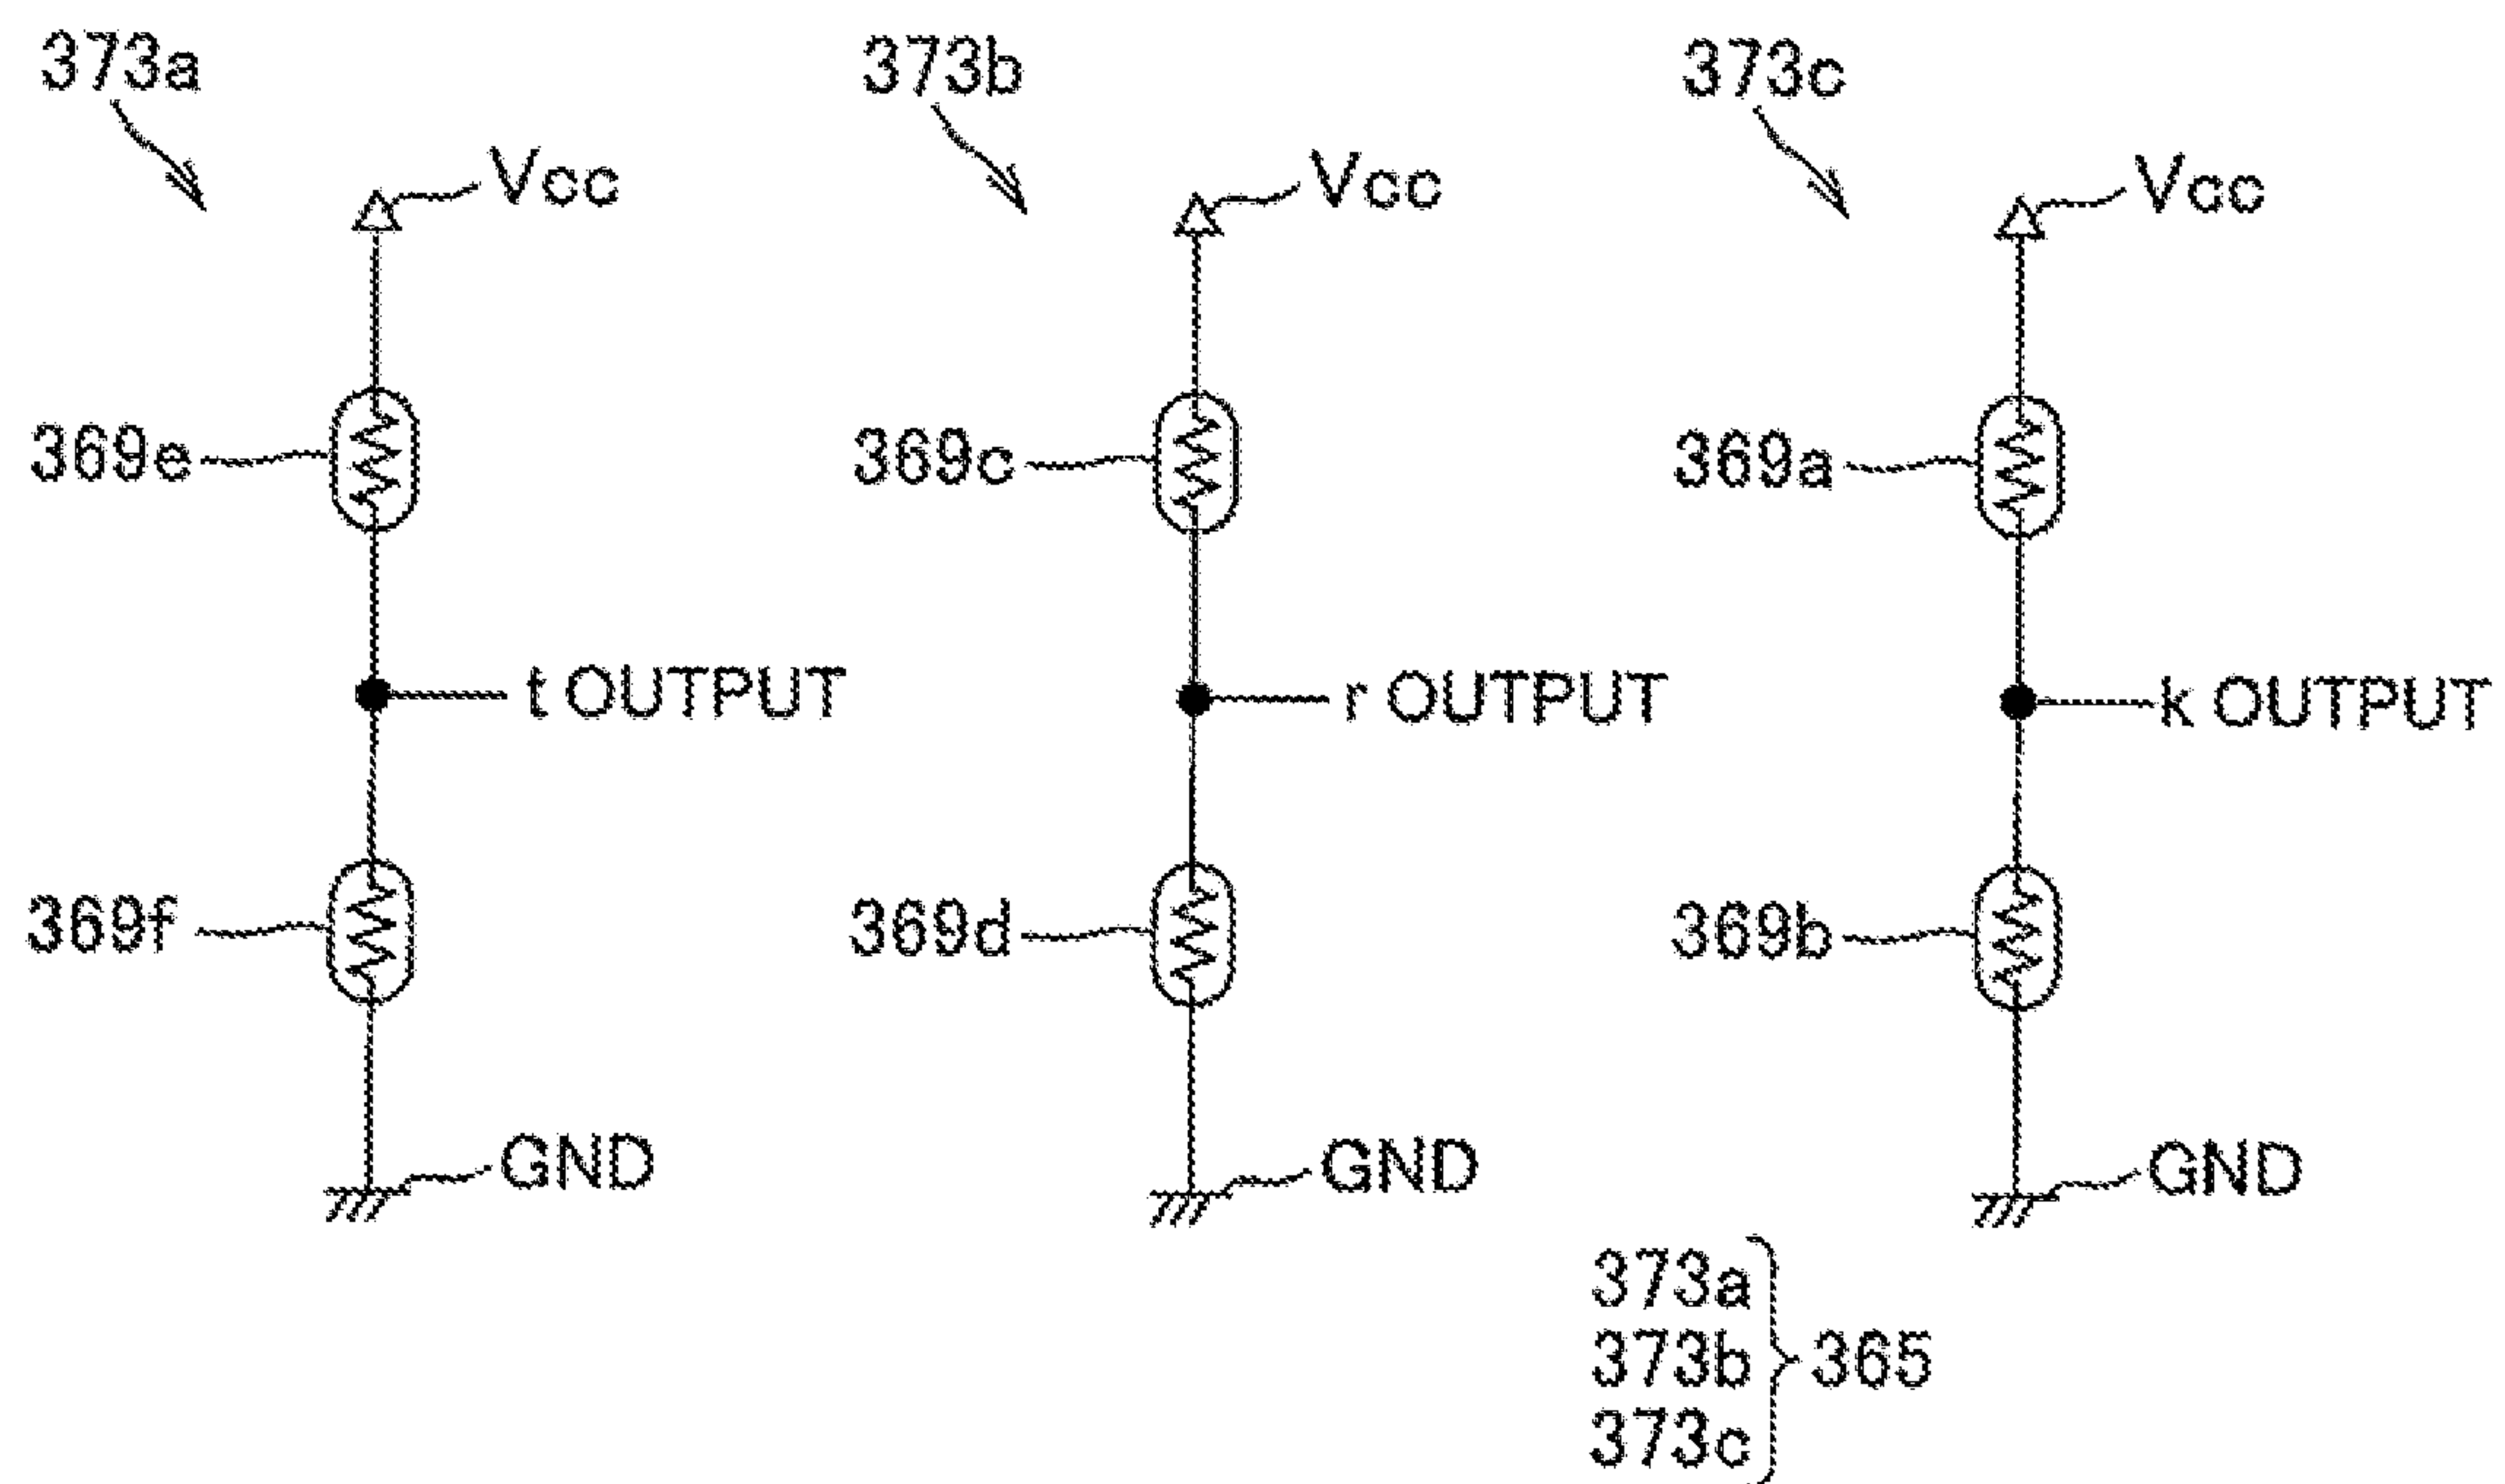 373a
373b
373c
Vcc
Vcc
Vcc
369e
369c
369a
t OUTPUT
r OUTPUT
k OUTPUT
369f
369d
369b
GND
GND
GND
373a
373b
373c
365